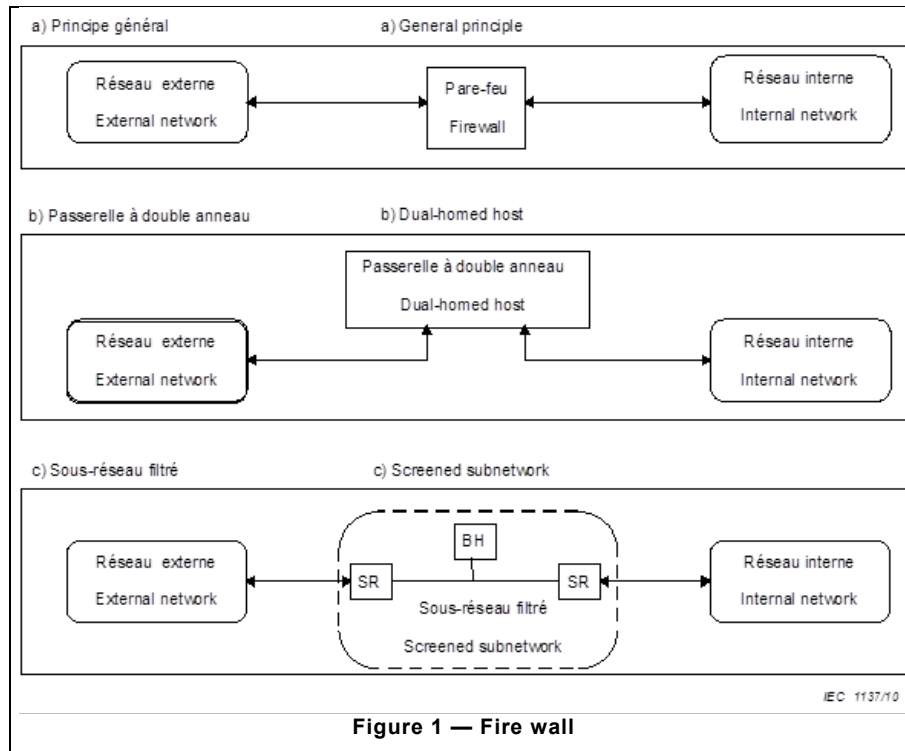 a) Principe général a) General principle
Réseau externe
External network
Pare-feu
Firewall
Réseau interne
Internal network
b) Passerelle à double anneau b) Dual-homed host
Passerelle à double anneau
Dual-homed host
Réseau externe
External network
Réseau interne
Internal network
c) Sous-réseau filtré c) Screened subnetwork
Réseau externe
External network
BH
SR
SR
Sous-réseau filtré
Screened subnetwork
Réseau interne
Internal network
IEC 1137/10
Figure 1 — Fire wall